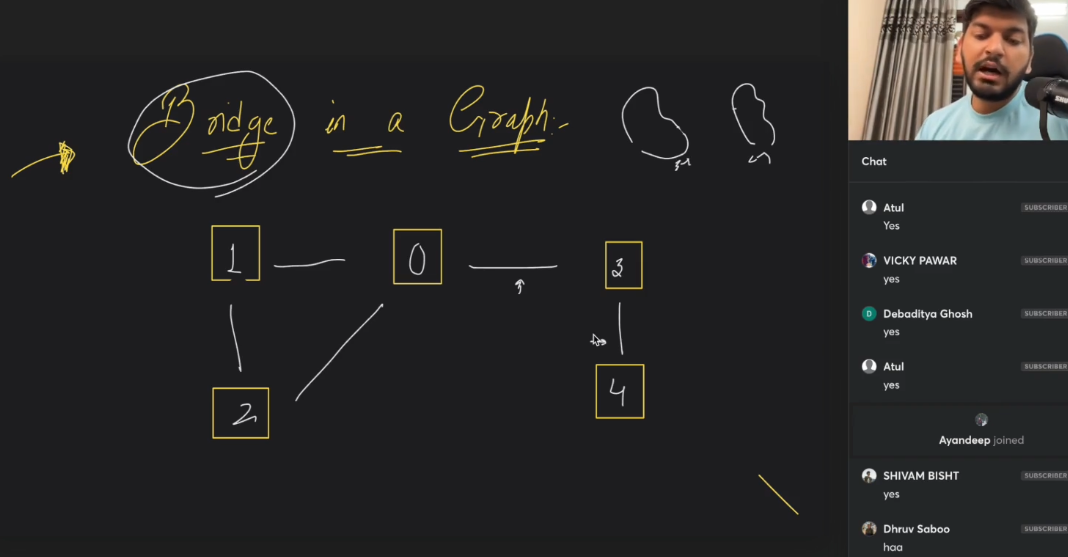 Bridge in a Graph:-
1
0
3
2
4
Chat
Atul
SUBSCRIBER
Yes
VICKY PAWAR
SUBSCRIBER
yes
D
Debaditya Ghosh
SUBSCRIBER
yes
Atul
SUBSCRIBER
yes
Ayandeep joined
SHIVAM BISHT
SUBSCRIBER
yes
Dhruv Saboo
SUBSCRIBER
haa